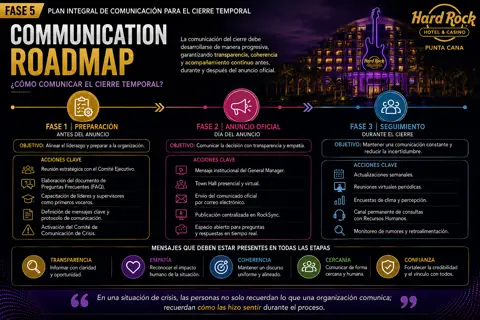 FASE 5
PLAN INTEGRAL DE COMUNICACIÓN PARA EL CIERRE TEMPORAL
COMMUNICATION
ROADMAP
¿CÓMO COMUNICAR EL CIERRE TEMPORAL?
La comunicación del cierre debe
desarrollarse de manera progresiva,
garantizando transparencia, coherencia
y acompañamiento continuo antes,
durante y después del anuncio oficial.
Hard Rock
HOTEL & CASINO
PUNTA CANA
Hard Rock
FASE 1 | PREPARACIÓN
ANTES DEL ANUNCIO
OBJETIVO: Alinear el liderazgo y preparar a la organización.
ACCIONES CLAVE
Reunión estratégica con el Comité Ejecutivo.
Elaboración del documento de
Preguntas Frecuentes (FAQ).
Capacitación de líderes y supervisores
como primeros voceros.
Definición de mensajes clave y
protocolo de comunicación.
Activación del Comité de
Comunicación de Crisis.
FASE 2 | ANUNCIO OFICIAL
DÍA DEL ANUNCIO
OBJETIVO: Comunicar la decisión con transparencia y empatía.
ACCIONES CLAVE
Mensaje institucional del General Manager.
Town Hall presencial y virtual.
Envío del comunicado oficial
por correo electrónico.
Publicación centralizada en RockSync.
Espacio abierto para preguntas
y respuestas en tiempo real.
FASE 3 | SEGUIMIENTO
DURANTE EL CIERRE
OBJETIVO: Mantener una comunicación constante y
reducir la incertidumbre.
ACCIONES CLAVE
Actualizaciones semanales.
Reuniones virtuales periódicas.
Encuestas de clima y percepción.
Canal permanente de consultas
con Recursos Humanos.
Monitoreo de rumores y retroalimentación.
MENSAJES QUE DEBEN ESTAR PRESENTES EN TODAS LAS ETAPAS
TRANSPARENCIA
Informar con claridad
y oportunidad.
EMPATÍA
Reconocer el impacto
humano de la situación.
COHERENCIA
Mantener un discurso
uniforme y alineado.
CERCANÍA
Comunicar de forma
cercana y humana.
CONFIANZA
Fortalecer la credibilidad
y el vínculo con todos.
“ En una situación de crisis, las personas no solo recuerdan lo que una organización comunica;
recuerdan cómo las hizo sentir durante el proceso. ”